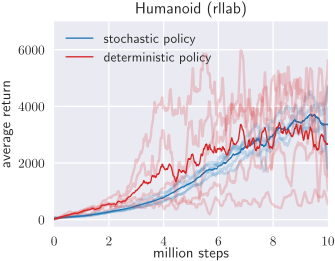 Humanoid (rllab)
stochastic policy
deterministic policy
average return
6000
4000
2000
0
0 2 4 6 8 10
million steps